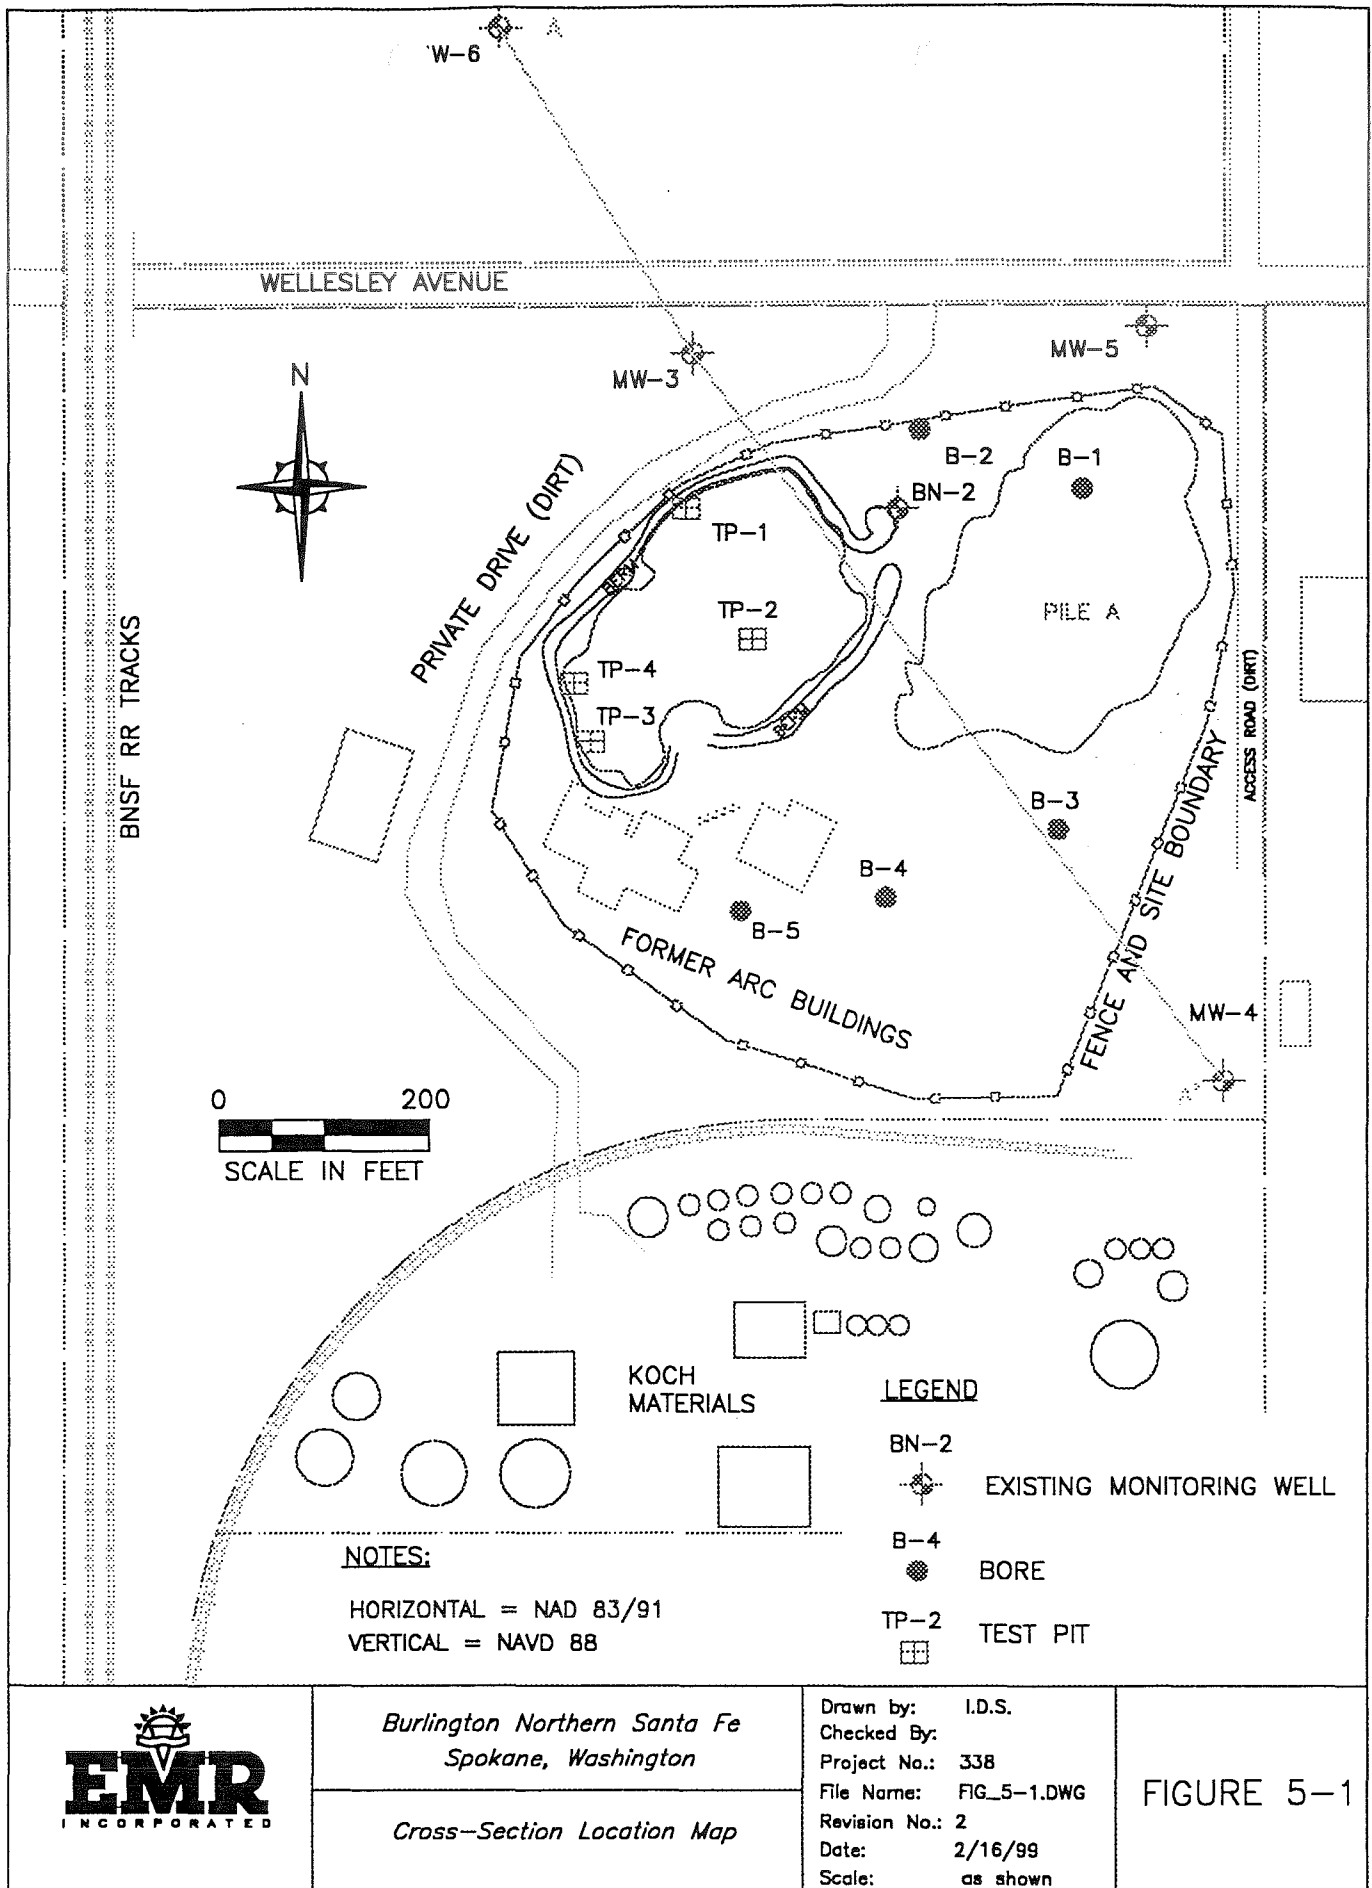 W-6
A
WELLESLEY AVENUE
MW-5
MW-3
N
B-2
B-1
BN-2
TP-1
PRIVATE DRIVE (DIRT)
BERM
TP-2
PILE A
TP-4
TP-3
BERM
BNSF RR TRACKS
ACCESS ROAD (DIRT)
B-3
B-4
B-5
FORMER ARC BUILDINGS
FENCE AND SITE BOUNDARY
MW-4
A'
0 200
SCALE IN FEET
KOCH
MATERIALS
LEGEND
BN-2
EXISTING MONITORING WELL
B-4
BORE
TP-2
TEST PIT
NOTES:
HORIZONTAL = NAD 83/91
VERTICAL = NAVD 88
EMR
INCORPORATED
Burlington Northern Santa Fe
Spokane, Washington
Cross-Section Location Map
Drawn by: I.D.S.
Checked By:
Project No.: 338
File Name: FIG_5-1.DWG
Revision No.: 2
Date: 2/16/99
Scale: as shown
FIGURE 5-1